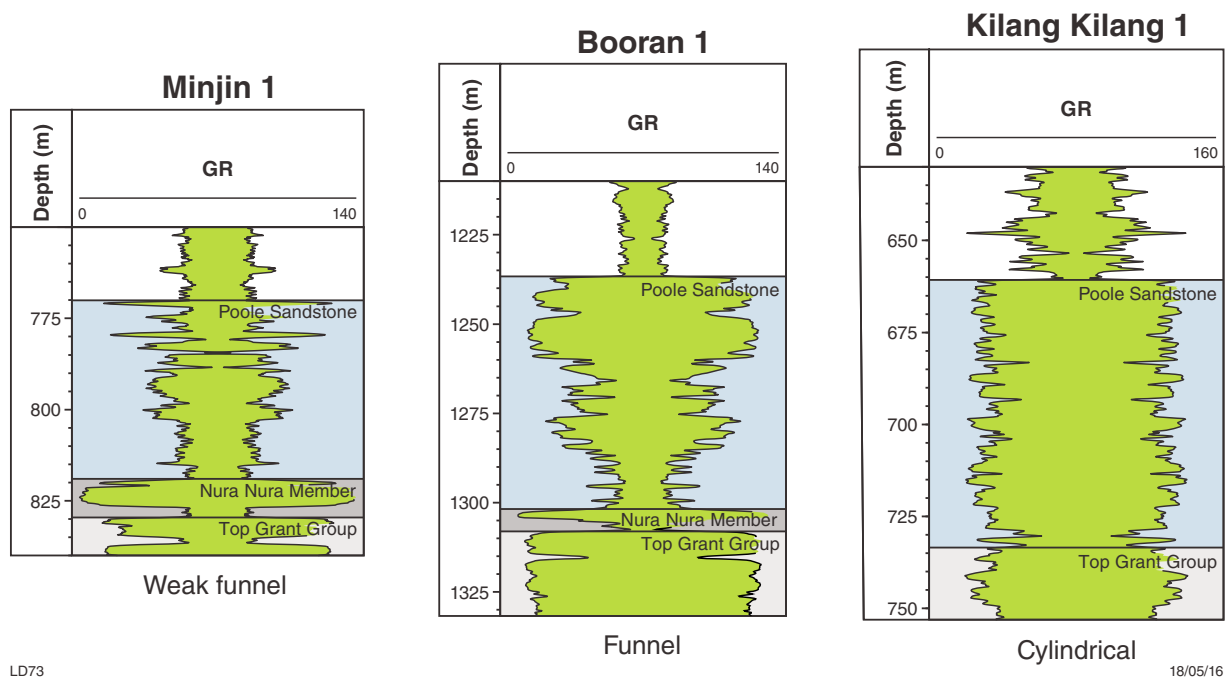 Minjin 1
Depth (m)
GR
0 140
775
800
825
Poole Sandstone
Nura Nura Member
Top Grant Group
Weak funnel
Booran 1
Depth (m)
GR
0 140
1225
1250
1275
1300
1325
Poole Sandstone
Nura Nura Member
Top Grant Group
Funnel
Kilang Kilang 1
Depth (m)
GR
0 160
650
675
700
725
750
Poole Sandstone
Top Grant Group
Cylindrical
LD73
18/05/16